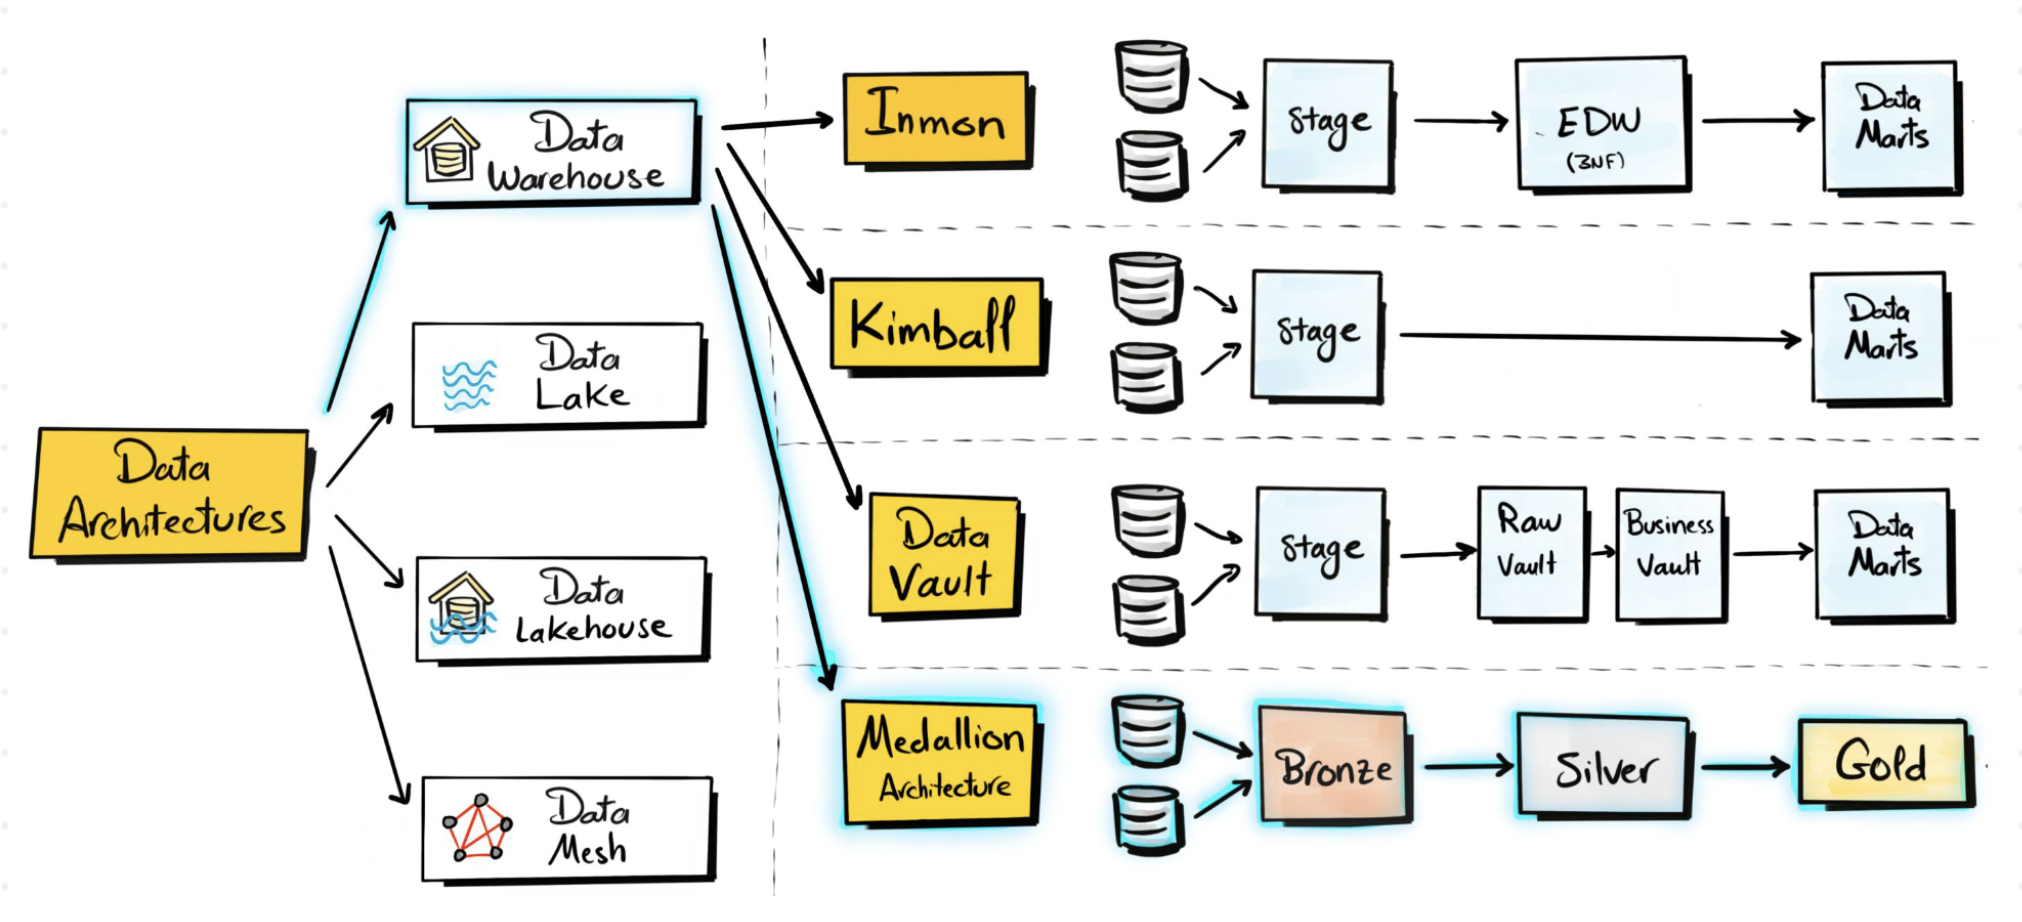 Data
Architectures
Data
Warehouse
Data
Lake
Data
Lakehouse
Data
Mesh
Inmon
Stage
EDW
(3NF)
Data
Marts
Kimball
Stage
Data
Marts
Data
Vault
Stage
Raw
Vault
Business
Vault
Data
Marts
Medallion
Architecture
Bronze
Silver
Gold